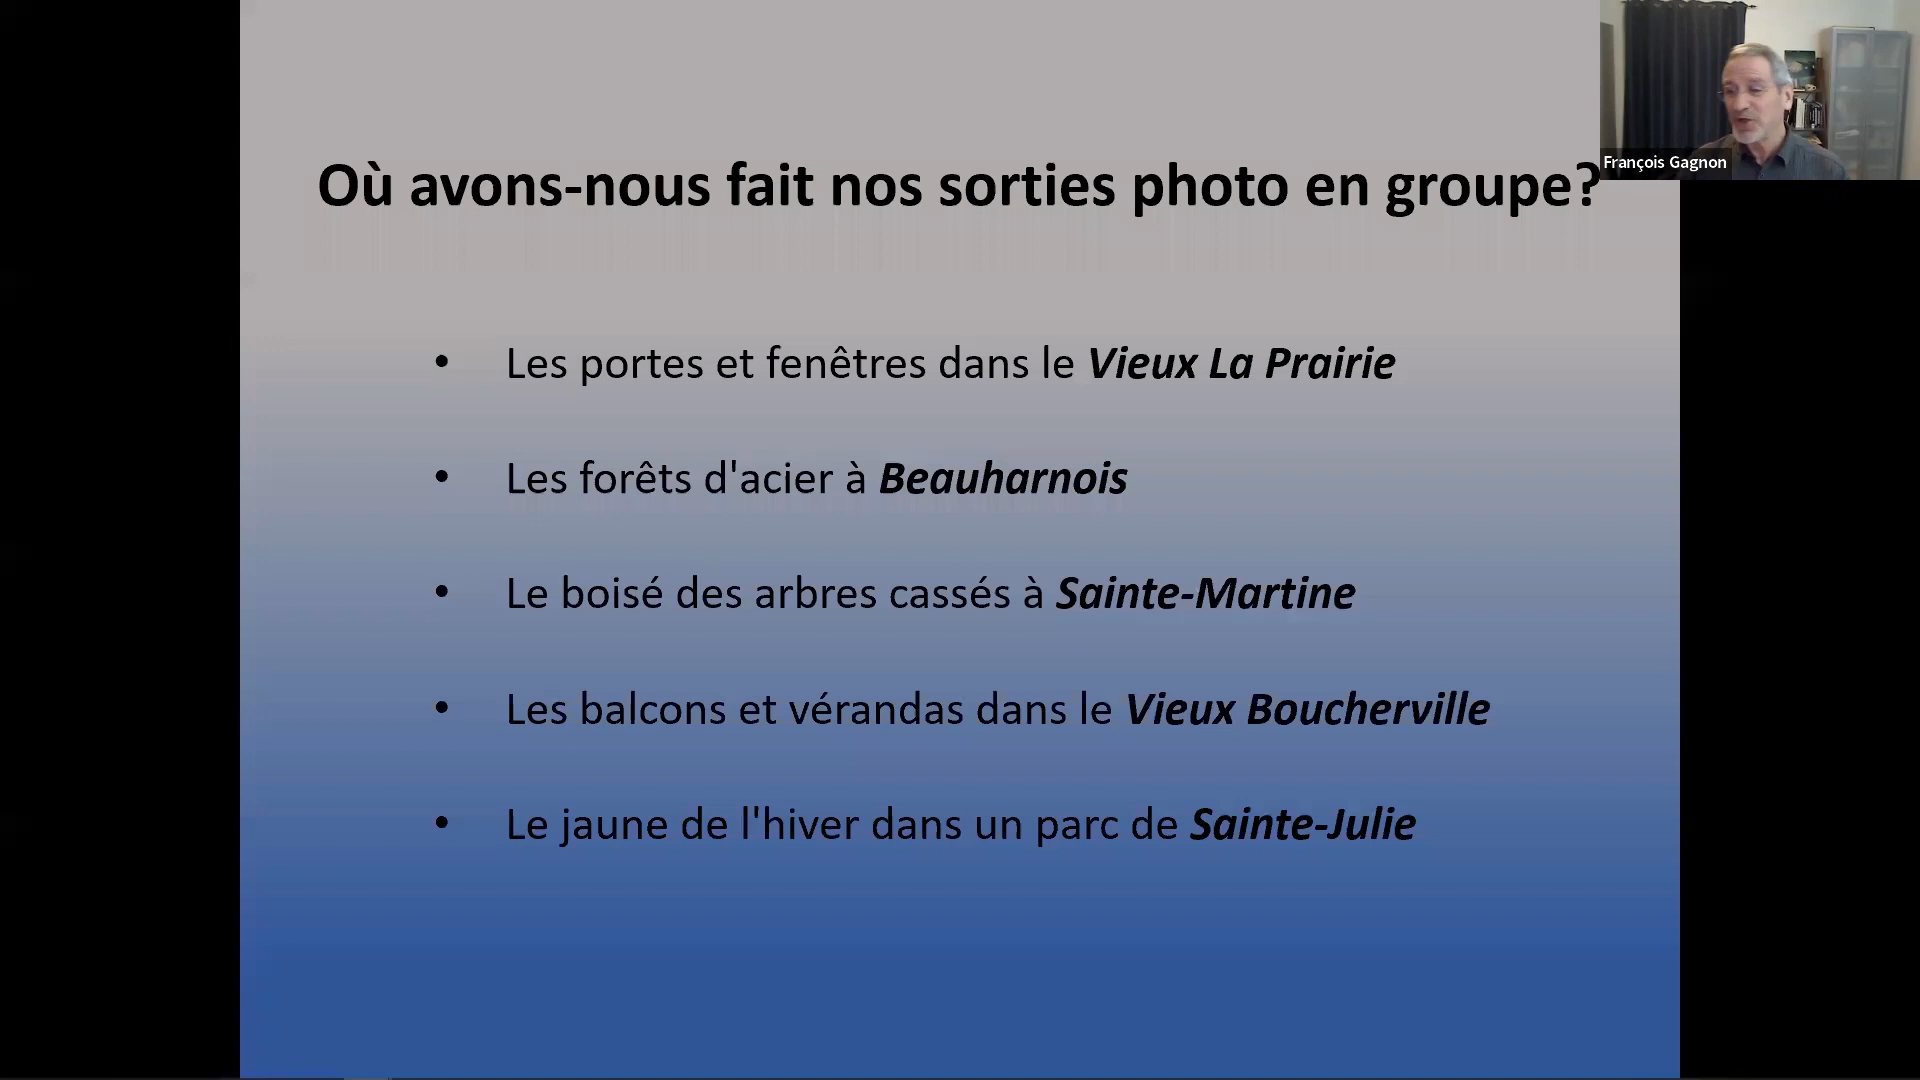 Où avons-nous fait nos sorties photo en groupe?
François Gagnon
• Les portes et fenêtres dans le Vieux La Prairie
• Les forêts d'acier à Beauharnois
• Le boisé des arbres cassés à Sainte-Martine
• Les balcons et vérandas dans le Vieux Boucherville
• Le jaune de l'hiver dans un parc de Sainte-Julie